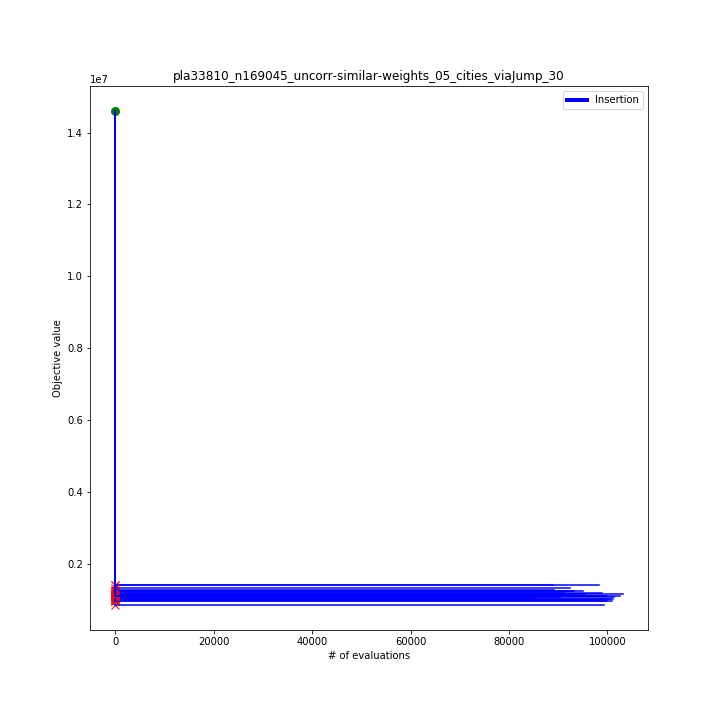 pla33810_n169045_uncorr-similar-weights_05_cities_viaJump_30
1e7
Insertion
1.4
1.2
1.0
0.8
0.6
0.4
0.2
Objective value
0 20000 40000 60000 80000 100000
# of evaluations